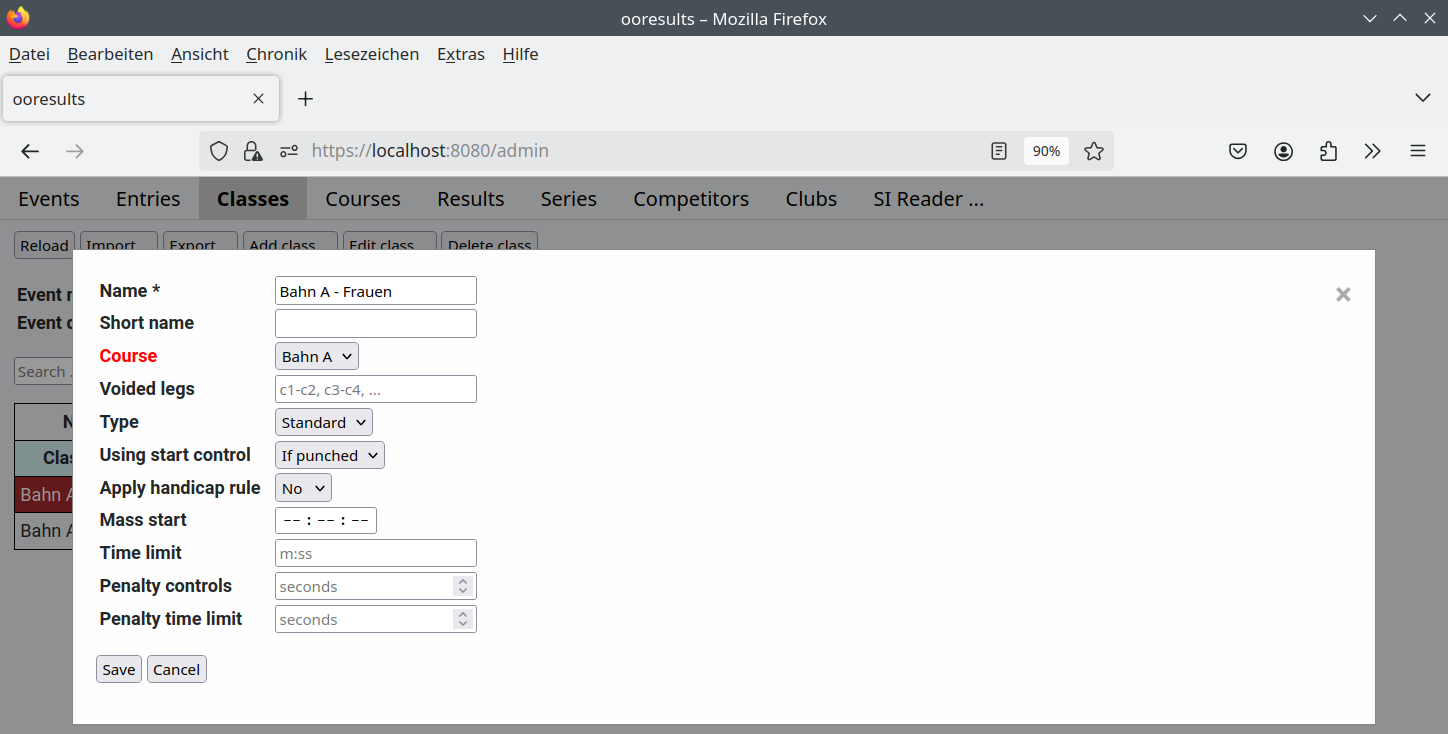 ooresults – Mozilla Firefox
Datei Bearbeiten Ansicht Chronik Lesezeichen Extras Hilfe
ooresults
https://localhost:8080/admin 90%
Events Entries Classes Courses Results Series Competitors Clubs SI Reader ...
Reload Import Export Add class Edit class Delete class
Name * Bahn A - Frauen
Event
Short name
Event
Course Bahn A
Search
Voided legs c1-c2, c3-c4, ...
Type Standard
Using start control If punched
Apply handicap rule No
Bahn A
Mass start -- : -- : --
Bahn A
Time limit m:ss
Penalty controls seconds
Penalty time limit seconds
Save Cancel